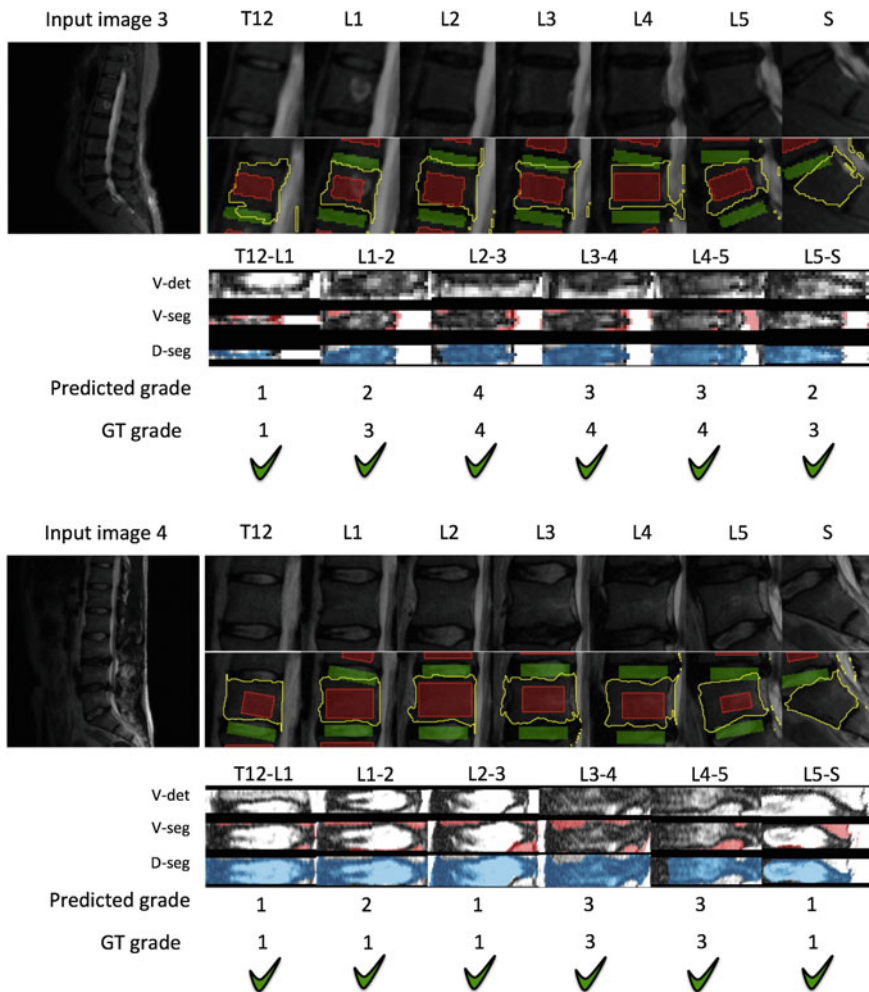 Input image 3 T12 L1 L2 L3 L4 L5 S
T12-L1 L1-2 L2-3 L3-4 L4-5 L5-S
V-det
V-seg
D-seg
Predicted grade 1 2 4 3 3 2
GT grade 1 3 4 4 4 3
Input image 4 T12 L1 L2 L3 L4 L5 S
T12-L1 L1-2 L2-3 L3-4 L4-5 L5-S
V-det
V-seg
D-seg
Predicted grade 1 2 1 3 3 1
GT grade 1 1 1 3 3 1